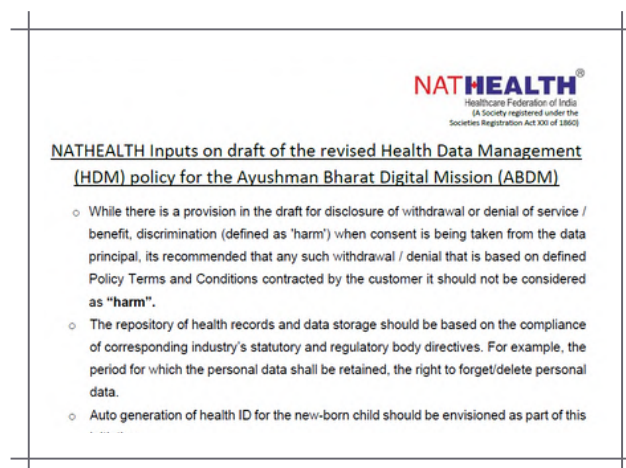 NATHEALTH®
Healthcare Federation of India
(A Society registered under the
Societies Registration Act XXI of 1860)
NATHEALTH Inputs on draft of the revised Health Data Management
(HDM) policy for the Ayushman Bharat Digital Mission (ABDM)
○ While there is a provision in the draft for disclosure of withdrawal or denial of service /
benefit, discrimination (defined as 'harm') when consent is being taken from the data
principal, its recommended that any such withdrawal / denial that is based on defined
Policy Terms and Conditions contracted by the customer it should not be considered
as “harm”.
○ The repository of health records and data storage should be based on the compliance
of corresponding industry's statutory and regulatory body directives. For example, the
period for which the personal data shall be retained, the right to forget/delete personal
data.
○ Auto generation of health ID for the new-born child should be envisioned as part of this